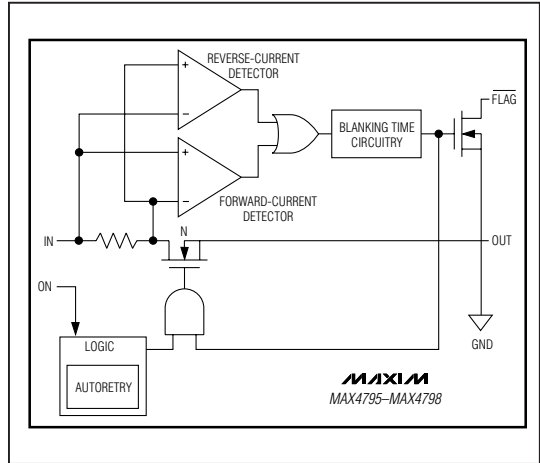 REVERSE-CURRENT
DETECTOR
+
−
FLAG
BLANKING TIME
CIRCUITRY
+
−
FORWARD-CURRENT
DETECTOR
N
IN
OUT
ON
LOGIC
AUTORETRY
GND
MAXIM
MAX4795–MAX4798